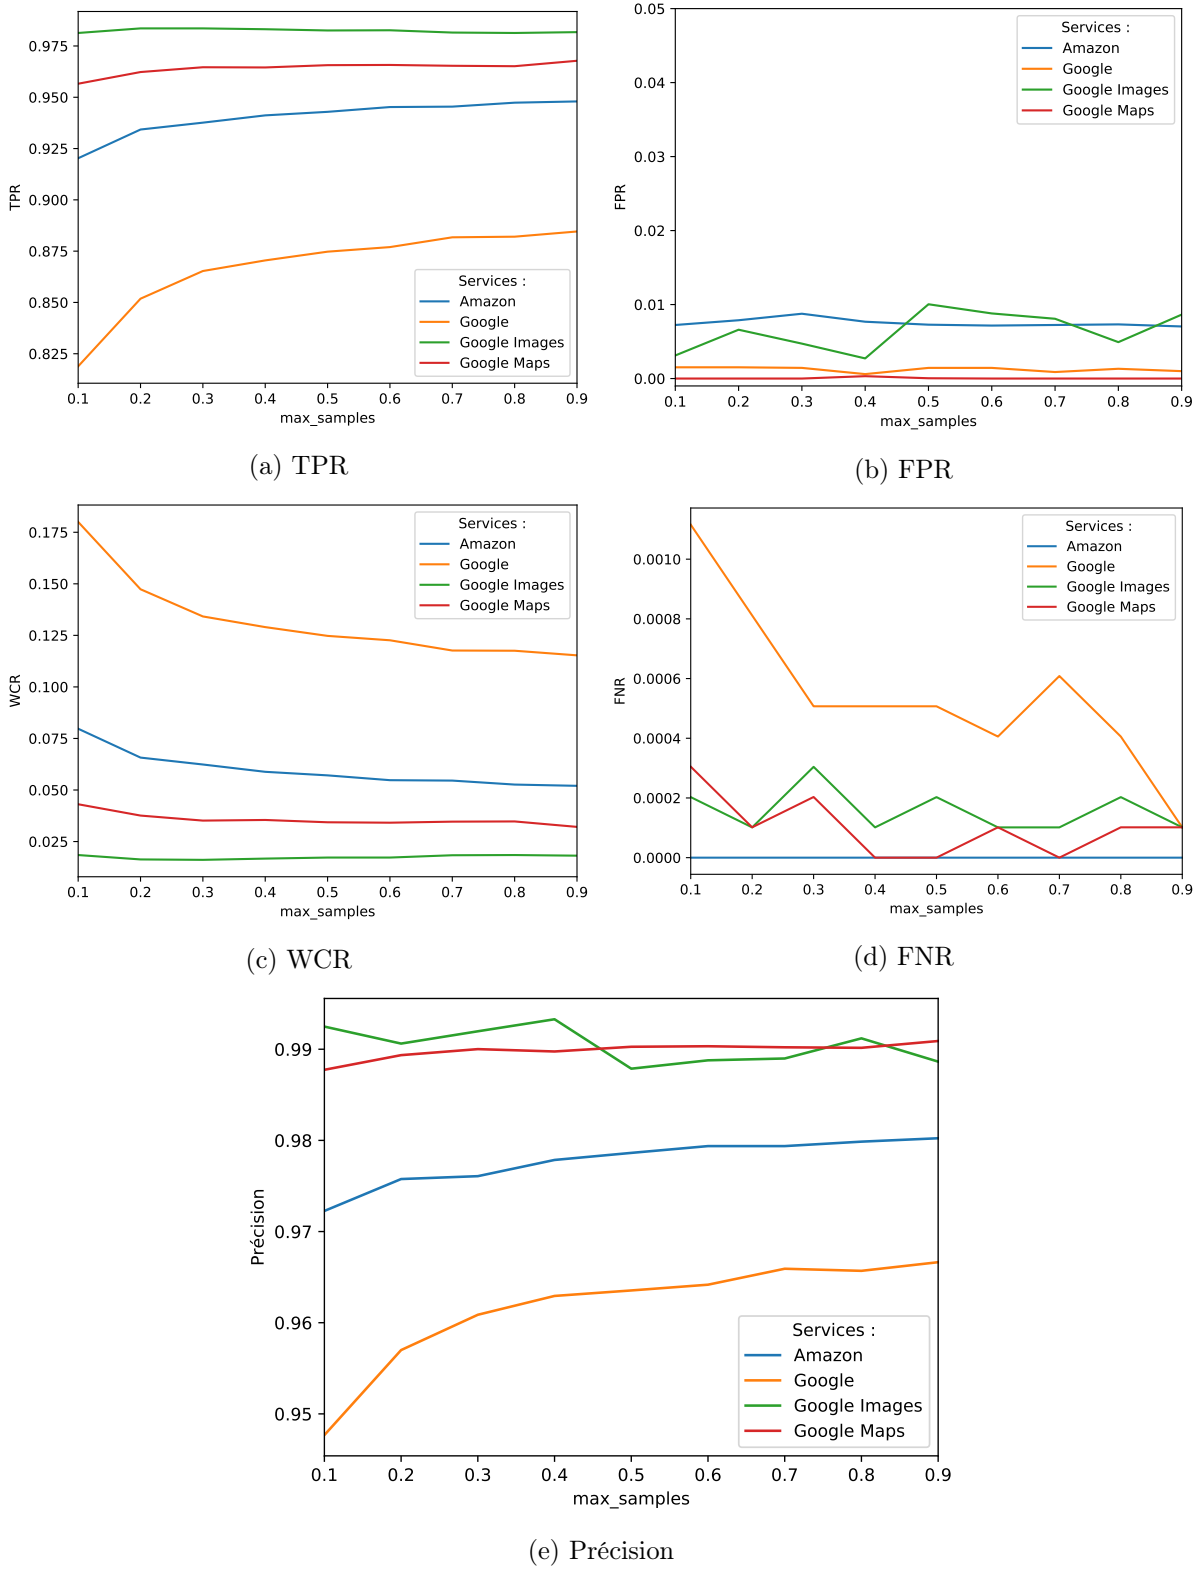 0.975
0.950
0.925
0.900
0.875
0.850
0.825
TPR
0.1 0.2 0.3 0.4 0.5 0.6 0.7 0.8 0.9
max_samples
Services :
Amazon
Google
Google Images
Google Maps
(a) TPR
0.05
0.04
0.03
0.02
0.01
0.00
FPR
0.1 0.2 0.3 0.4 0.5 0.6 0.7 0.8 0.9
max_samples
Services :
Amazon
Google
Google Images
Google Maps
(b) FPR
0.175
0.150
0.125
0.100
0.075
0.050
0.025
WCR
0.1 0.2 0.3 0.4 0.5 0.6 0.7 0.8 0.9
max_samples
Services :
Amazon
Google
Google Images
Google Maps
(c) WCR
0.0010
0.0008
0.0006
0.0004
0.0002
0.0000
FNR
0.1 0.2 0.3 0.4 0.5 0.6 0.7 0.8 0.9
max_samples
Services :
Amazon
Google
Google Images
Google Maps
(d) FNR
0.99
0.98
0.97
0.96
0.95
Précision
0.1 0.2 0.3 0.4 0.5 0.6 0.7 0.8 0.9
max_samples
Services :
Amazon
Google
Google Images
Google Maps
(e) Précision